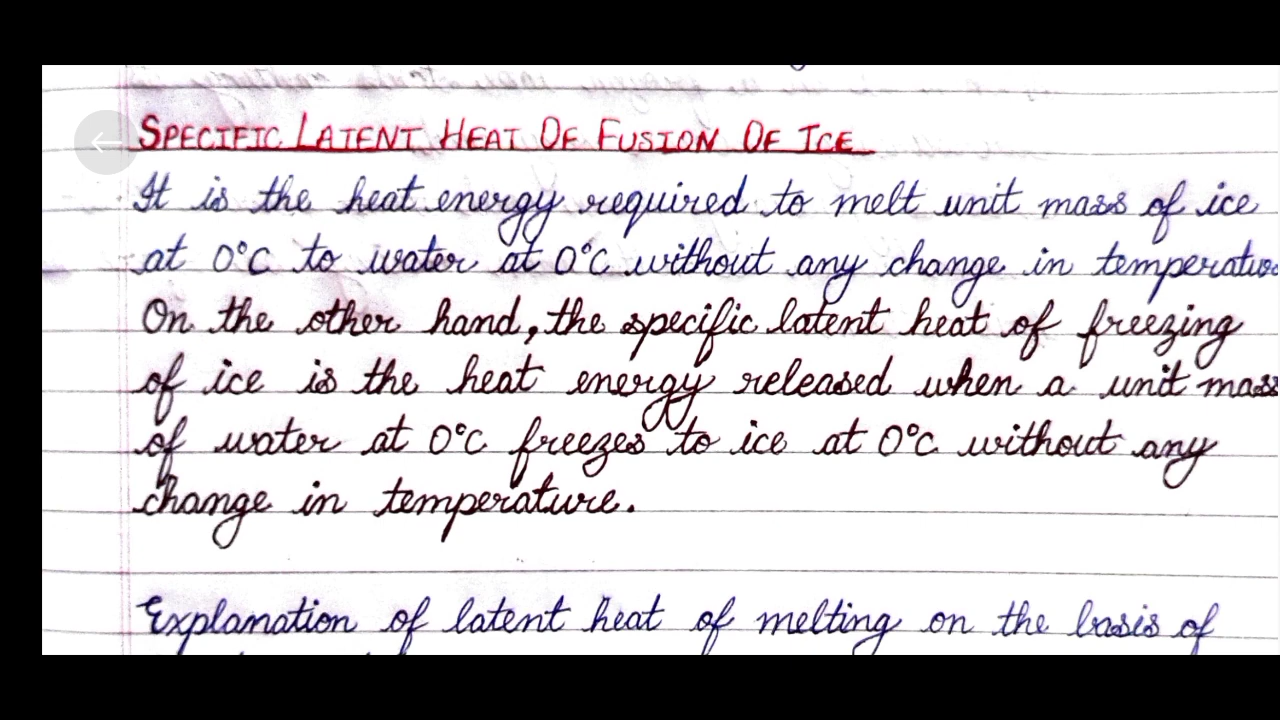 SPECIFIC LATENT HEAT OF FUSION OF ICE
It is the heat energy required to melt unit mass of ice
at 0°C to water at 0°C without any change in temperatu
On the other hand, the specific latent heat of freezing
of ice is the heat energy released when a unit mass
of water at 0°C freezes to ice at 0°C without any
change in temperature.
Explanation of latent heat of melting on the basis of